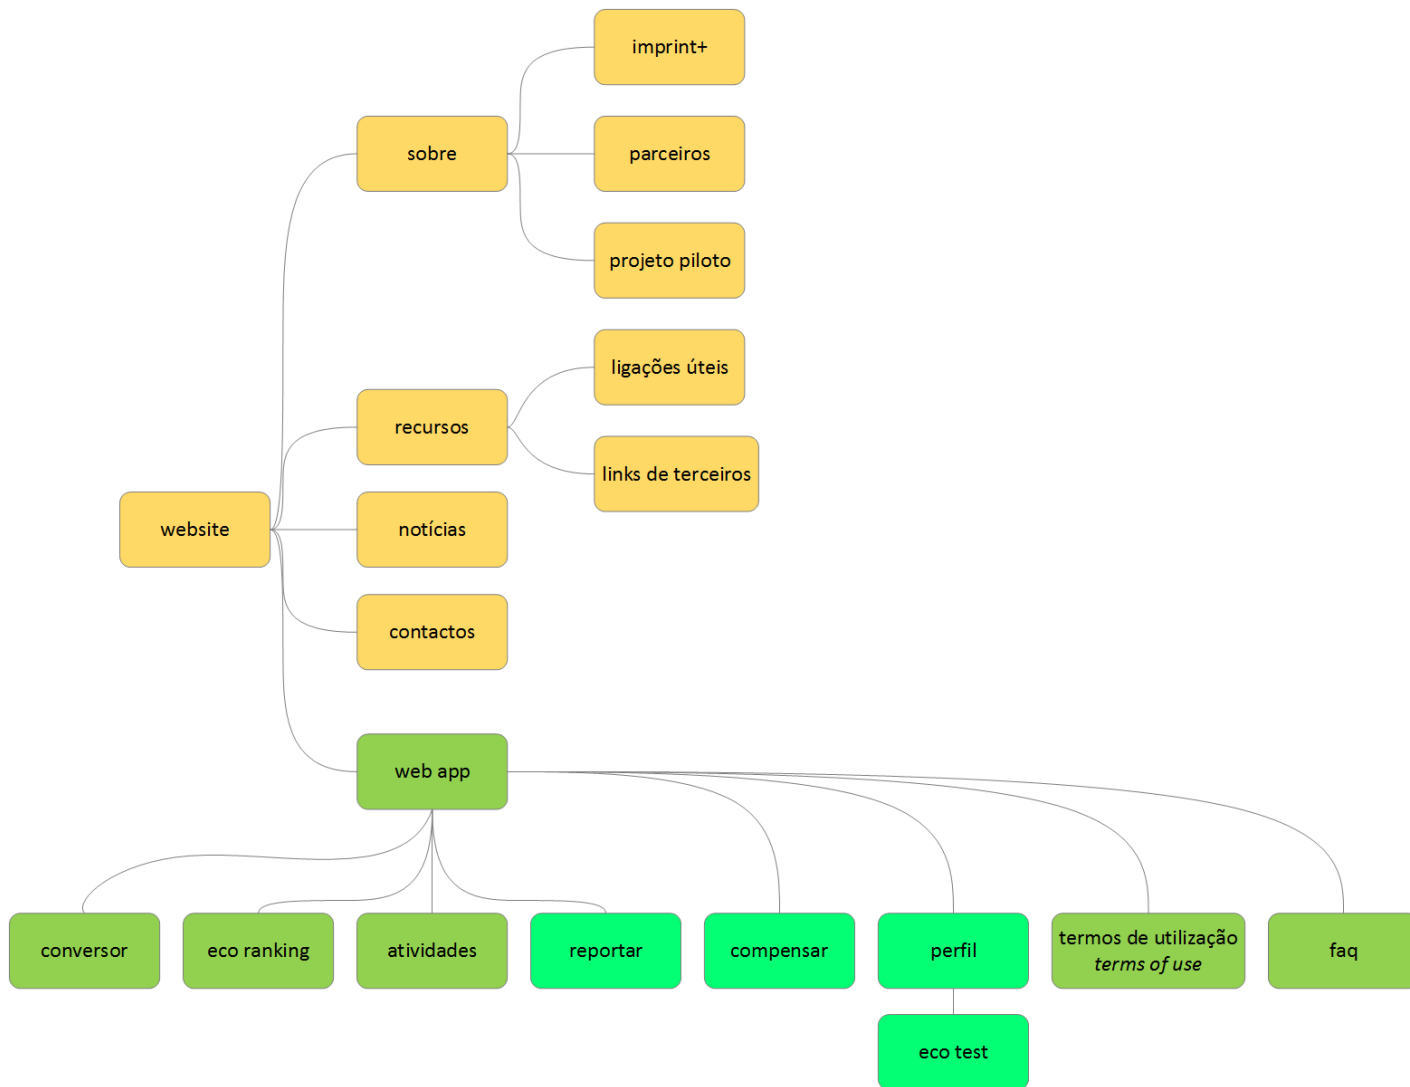 imprint+
sobre
parceiros
projeto piloto
ligações úteis
recursos
links de terceiros
website
notícias
contactos
web app
conversor
eco ranking
atividades
reportar
compensar
perfil
termos de utilização
terms of use
faq
eco test